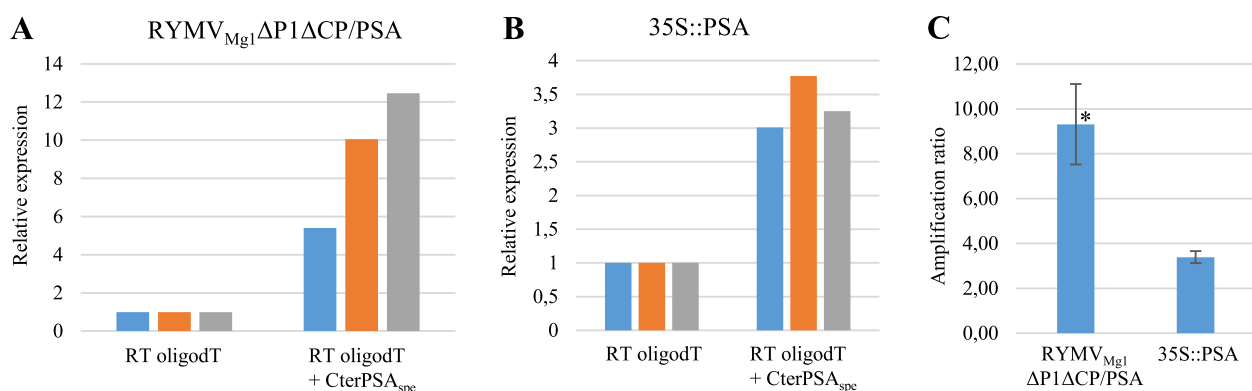 A
RYMVMg1ΔP1ΔCP/PSA
Relative expression
14
12
10
8
6
4
2
0
RT oligodT
RT oligodT
+ CterPSAspe
B
35S::PSA
Relative expression
4
3,5
3
2,5
2
1,5
1
0,5
0
RT oligodT
RT oligodT
+ CterPSAspe
C
Amplification ratio
12,00
10,00
8,00
6,00
4,00
2,00
0,00
*
RYMVMg1
ΔP1ΔCP/PSA
35S::PSA